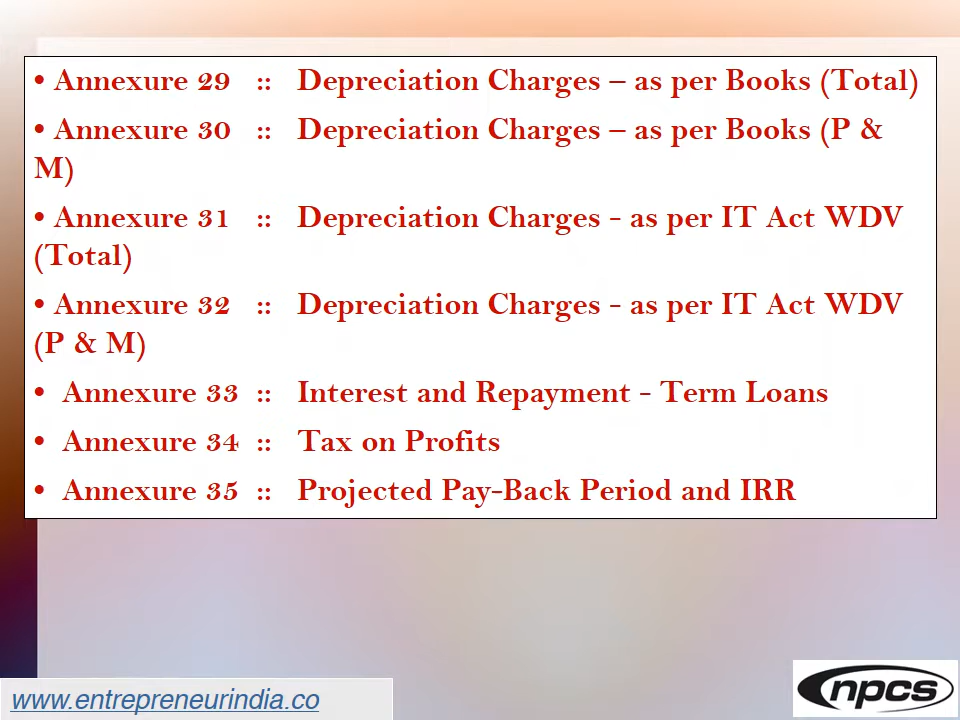 • Annexure 29 :: Depreciation Charges – as per Books (Total)
• Annexure 30 :: Depreciation Charges – as per Books (P &
M)
• Annexure 31 :: Depreciation Charges - as per IT Act WDV
(Total)
• Annexure 32 :: Depreciation Charges - as per IT Act WDV
(P & M)
• Annexure 33 :: Interest and Repayment - Term Loans
• Annexure 34 :: Tax on Profits
• Annexure 35 :: Projected Pay-Back Period and IRR
www.entrepreneurindia.co
npcs